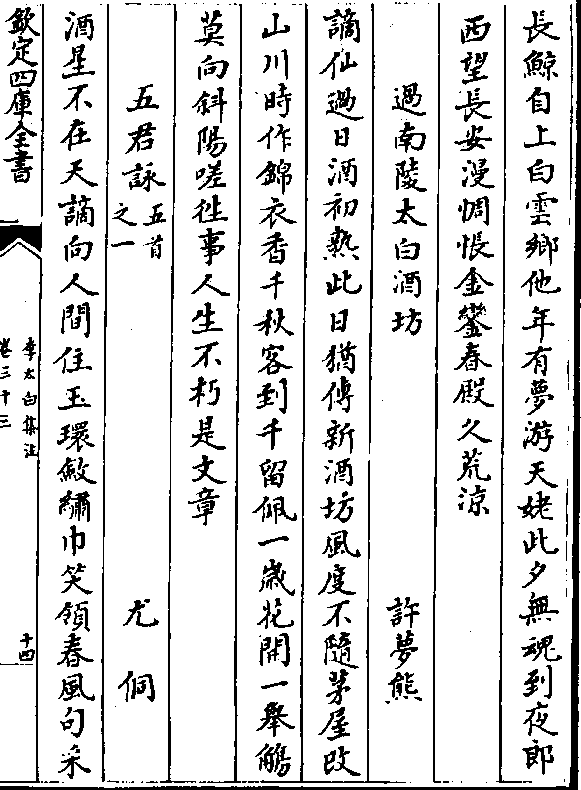 長鯨自上白雲鄉他年有夢游天姥此夕無魂到夜郎
西望長安漫惆悵金鑾春殿久荒涼
過南陵太白酒坊 許夢熊
謫仙過日酒初熟此日猶傳新酒坊風度不隨茅屋改
山川時作錦衣香千秋客到千留佩一歲花開一舉觴
莫向斜陽嗟往事人生不朽是文章
五君詠五首之一 尤侗
酒星不在天謫向人間住玉環斂繡巾笑領春風句采
欽定四庫全書
李太白集注
卷三十三
十四